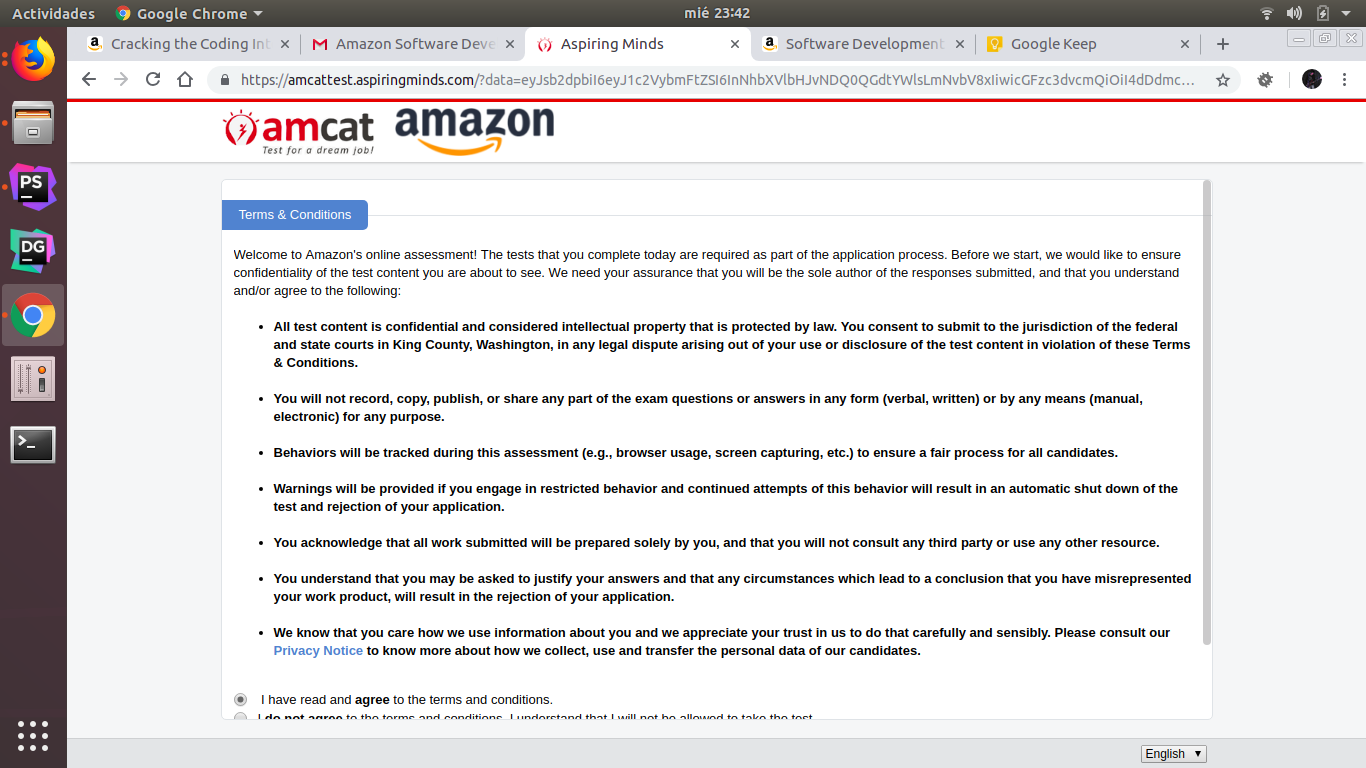 Actividades
Google Chrome
mié 23:42
Cracking the Coding Int
Amazon Software Deve
Aspiring Minds
Software Development
Google Keep
https://amcattest.aspiringminds.com/?data=
amcat
Test for a dream job!
amazon
Terms & Conditions
Welcome to Amazon's online assessment! The tests that you complete today are required as part of the application process. Before we start, we would like to ensure
confidentiality of the test content you are about to see. We need your assurance that you will be the sole author of the responses submitted, and that you understand
and/or agree to the following:
• All test content is confidential and considered intellectual property that is protected by law. You consent to submit to the jurisdiction of the federal
and state courts in King County, Washington, in any legal dispute arising out of your use or disclosure of the test content in violation of these Terms
& Conditions.
• You will not record, copy, publish, or share any part of the exam questions or answers in any form (verbal, written) or by any means (manual,
electronic) for any purpose.
• Behaviors will be tracked during this assessment (e.g., browser usage, screen capturing, etc.) to ensure a fair process for all candidates.
• Warnings will be provided if you engage in restricted behavior and continued attempts of this behavior will result in an automatic shut down of the
test and rejection of your application.
• You acknowledge that all work submitted will be prepared solely by you, and that you will not consult any third party or use any other resource.
• You understand that you may be asked to justify your answers and that any circumstances which lead to a conclusion that you have misrepresented
your work product, will result in the rejection of your application.
• We know that you care how we use information about you and we appreciate your trust in us to do that carefully and sensibly. Please consult our
Privacy Notice to know more about how we collect, use and transfer the personal data of our candidates.
I have read and agree to the terms and conditions.
I do not agree to the terms and conditions. I understand that I will not be allowed to take the test.
English
PS
DG